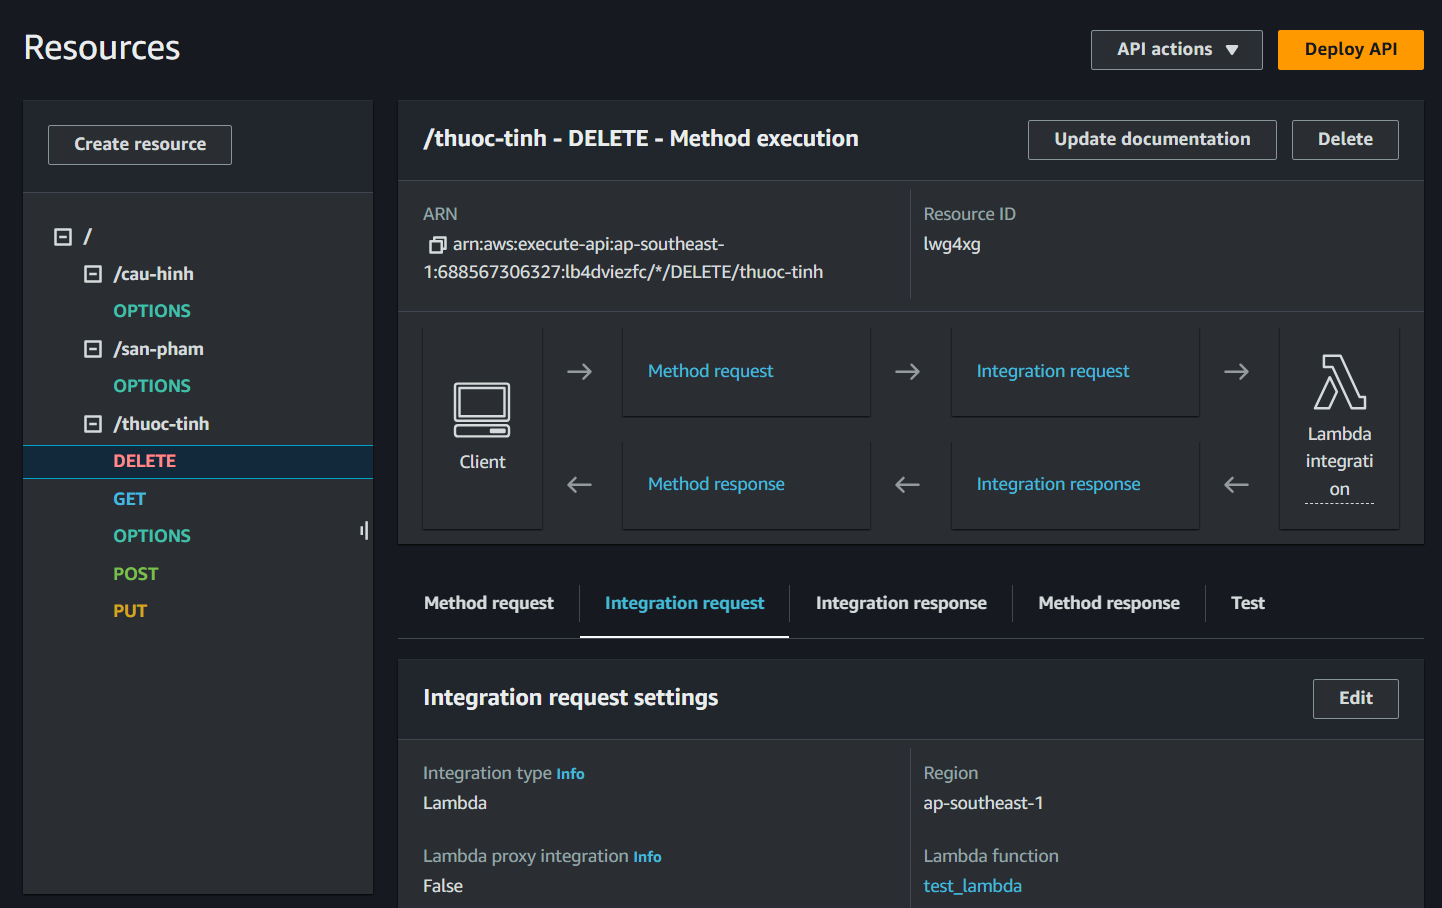 Resources
API actions
Deploy API
Create resource
/
/cau-hinh
OPTIONS
/san-pham
OPTIONS
/thuoc-tinh
DELETE
GET
OPTIONS
POST
PUT
/thuoc-tinh - DELETE - Method execution
Update documentation
Delete
ARN
arn:aws:execute-api:ap-southeast-
1:688567306327:lb4dviezfc/*/DELETE/thuoc-tinh
Resource ID
lwg4xg
Client
Method request
Integration request
Method response
Integration response
Lambda
integrati
on
Method request
Integration request
Integration response
Method response
Test
Integration request settings
Edit
Integration type Info
Lambda
Region
ap-southeast-1
Lambda proxy integration Info
False
Lambda function
test_lambda